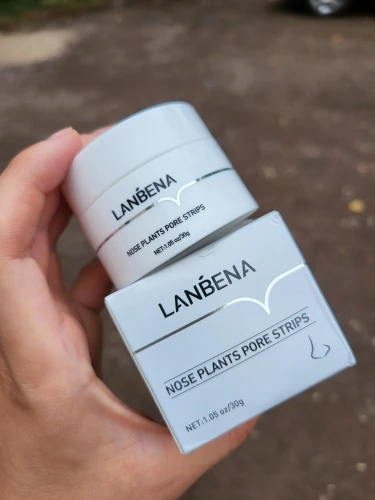 LANBENA
NOSE PLANTS PORE STRIPS
NET:1.05 oz/30g
LANBENA
NOSE PLANTS PORE STRIPS
NET:1.05 oz/30g